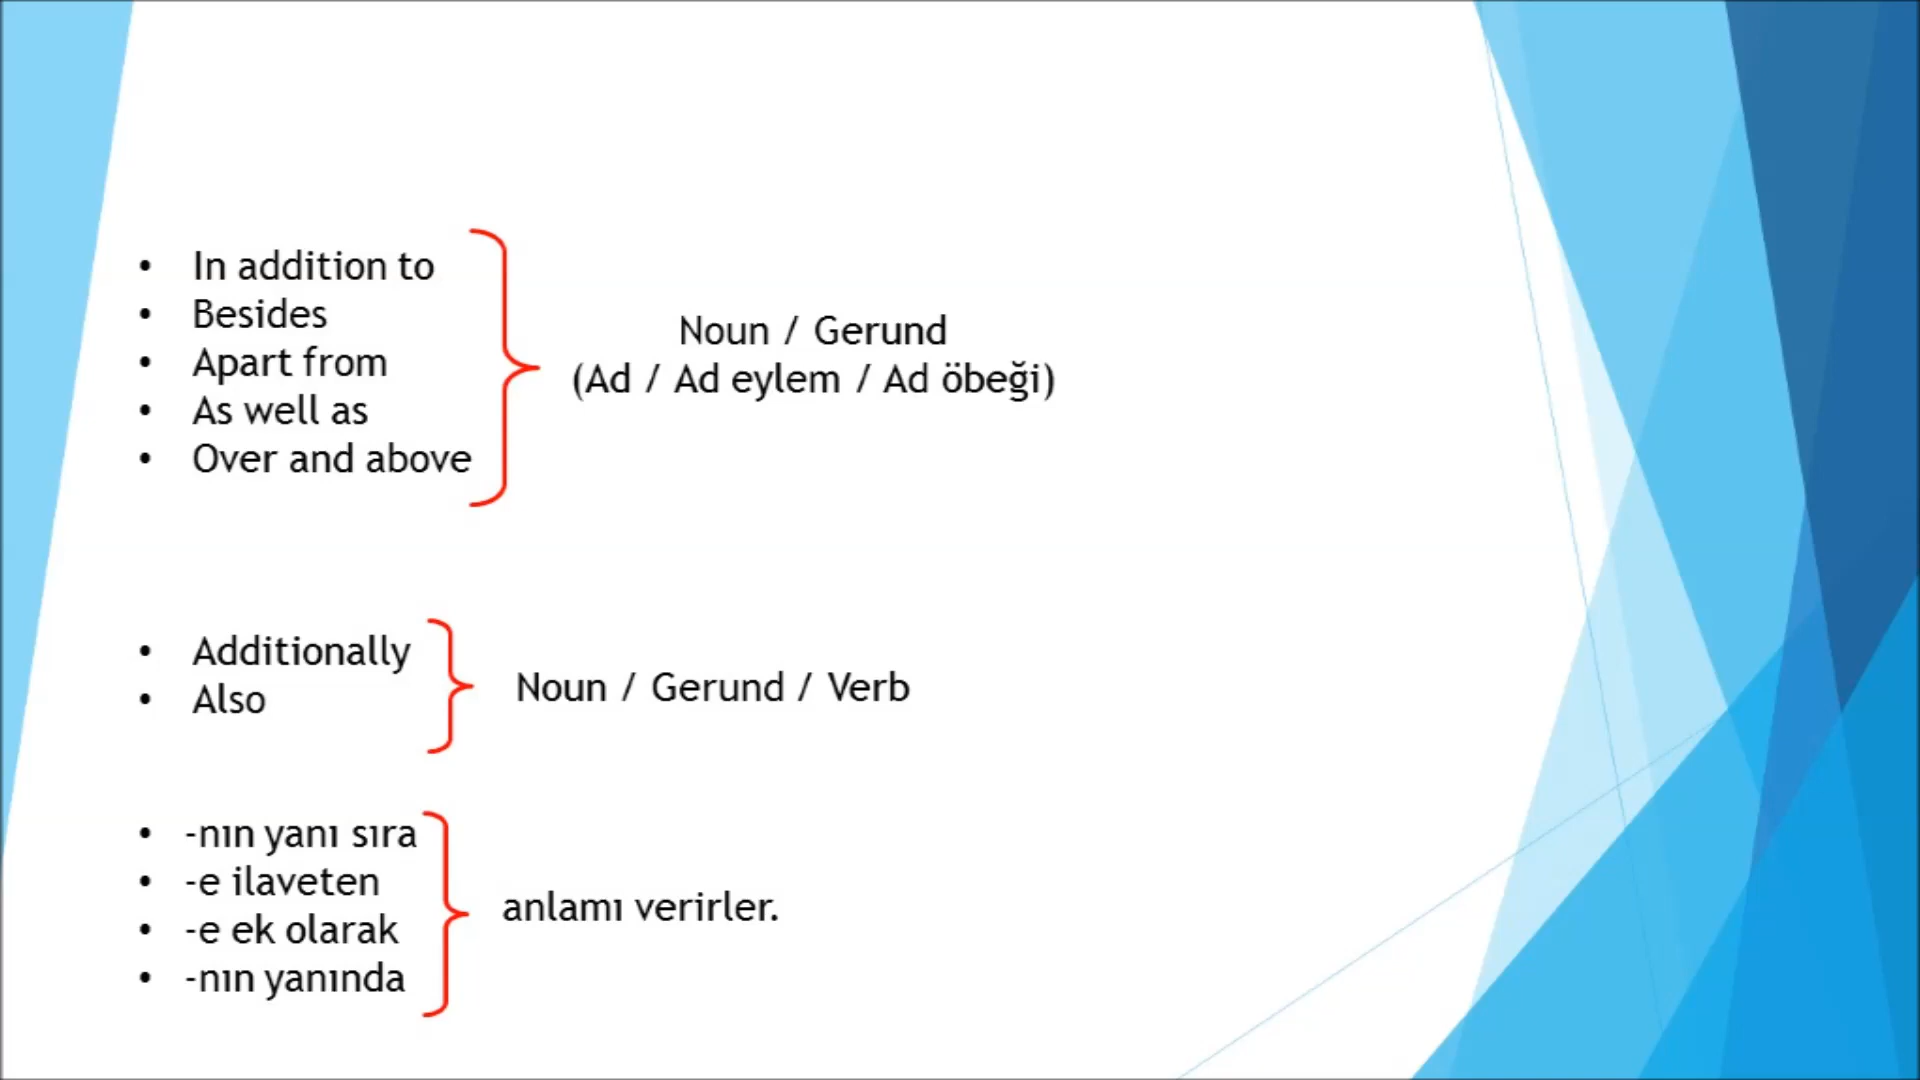 • In addition to
• Besides
• Apart from
• As well as
• Over and above
Noun / Gerund
(Ad / Ad eylem / Ad öbeği)
• Additionally
• Also
Noun / Gerund / Verb
• -nın yanı sıra
• -e ilaveten
• -e ek olarak
• -nın yanında
anlamı verirler.